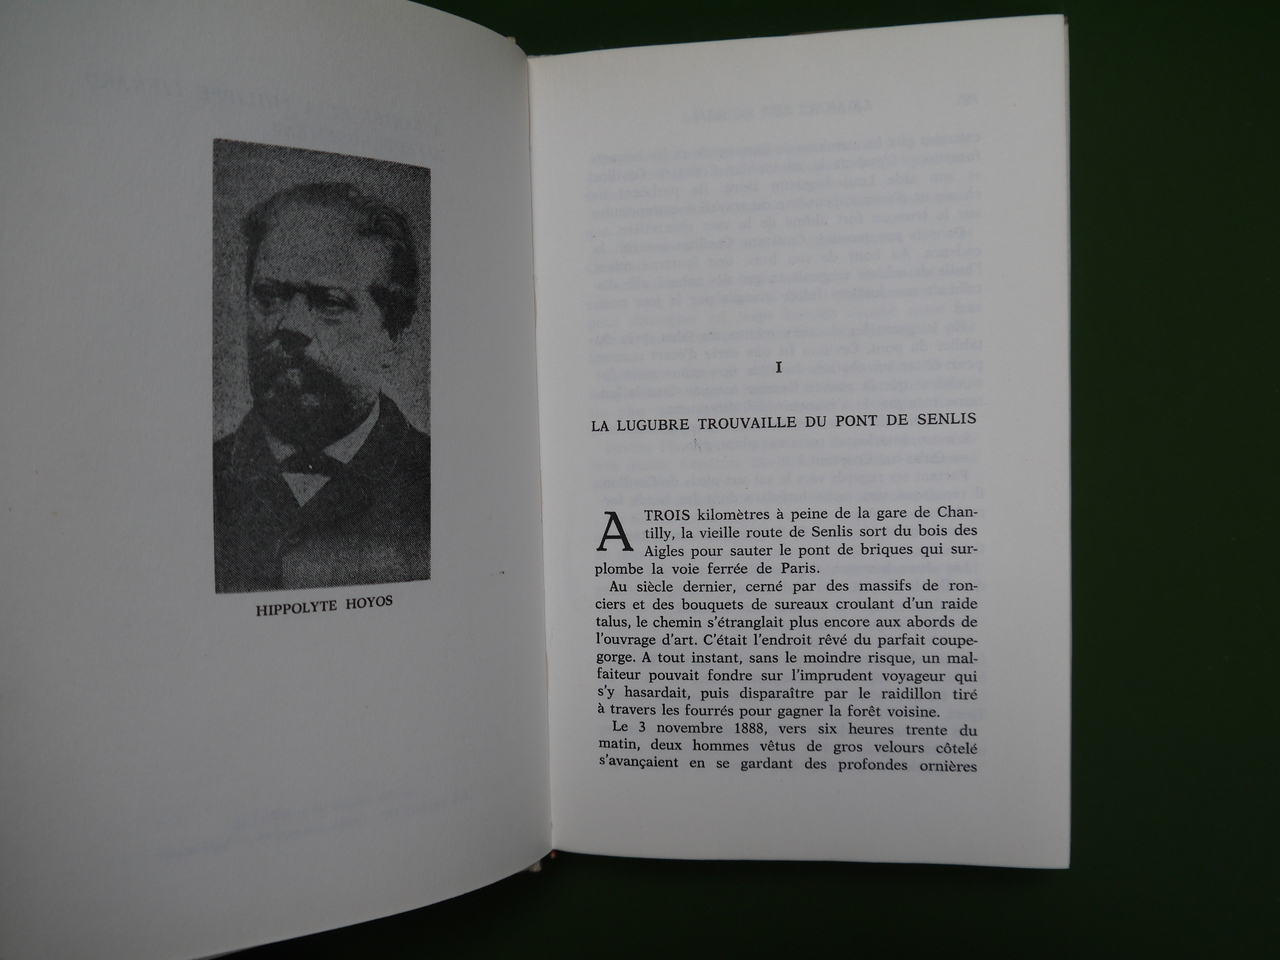 HIPPOLYTE HOYOS
I
LA LUGUBRE TROUVAILLE DU PONT DE SENLIS
A TROIS kilomètres à peine de la gare de Chan-
tilly, la vieille route de Senlis sort du bois des
Aigles pour sauter le pont de briques qui sur-
plombe la voie ferrée de Paris.
Au siècle dernier, cerné par des massifs de ron-
ciers et des bouquets de sureaux croulant d'un raide
talus, le chemin s'étranglait plus encore aux abords de
l'ouvrage d'art. C'était l'endroit rêvé du parfait coupe-
gorge. A tout instant, sans le moindre risque, un mal-
faiteur pouvait fondre sur l'imprudent voyageur qui
s'y hasardait, puis disparaître par le raidillon tiré
à travers les fourrés pour gagner la forêt voisine.
Le 3 novembre 1888, vers six heures trente du
matin, deux hommes vêtus de gros velours côtelé
s'avançaient en se gardant des profondes ornières